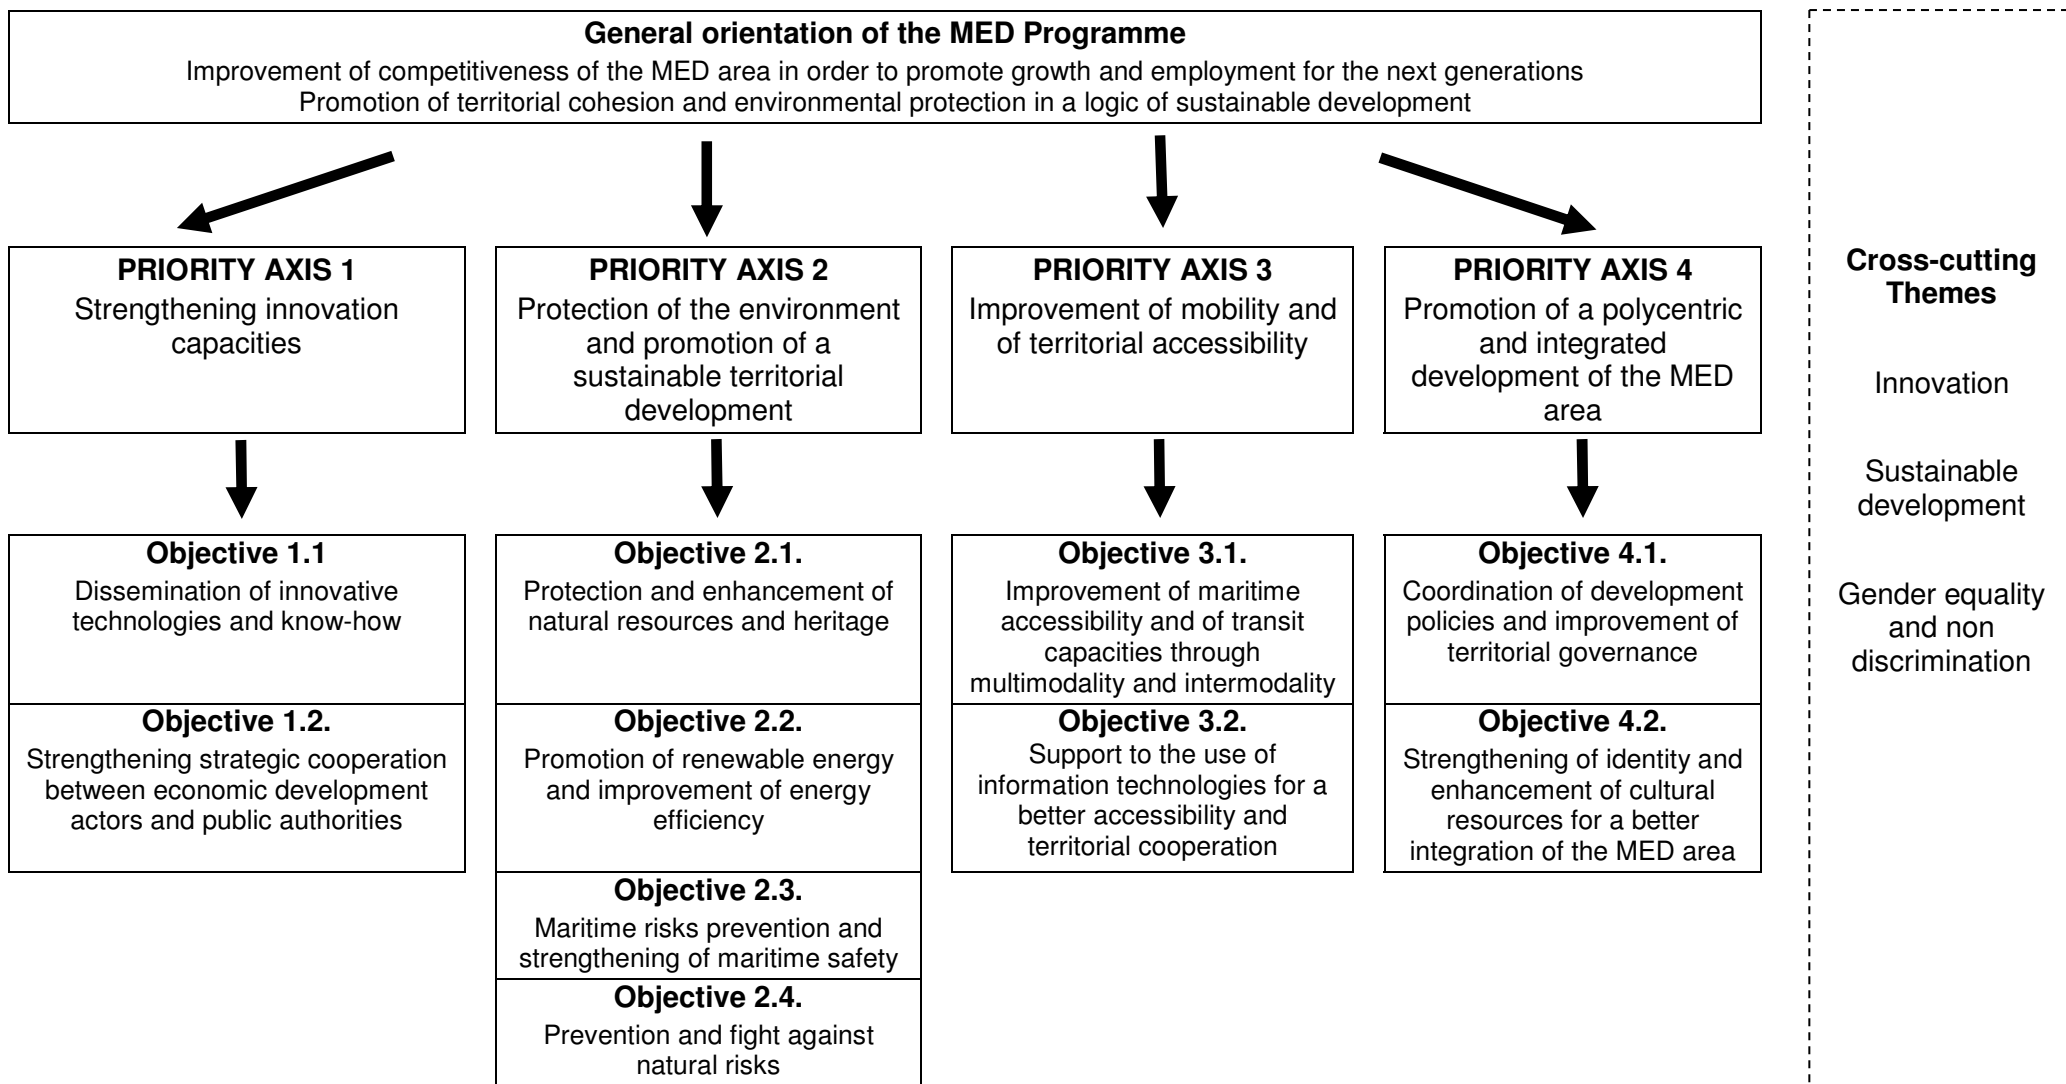 General orientation of the MED Programme
Improvement of competitiveness of the MED area in order to promote growth and employment for the next generations
Promotion of territorial cohesion and environmental protection in a logic of sustainable development
PRIORITY AXIS 1
Strengthening innovation
capacities
PRIORITY AXIS 2
Protection of the environment
and promotion of a
sustainable territorial
development
PRIORITY AXIS 3
Improvement of mobility and
of territorial accessibility
PRIORITY AXIS 4
Promotion of a polycentric
and integrated
development of the MED
area
Objective 1.1
Dissemination of innovative
technologies and know-how
Objective 1.2.
Strengthening strategic cooperation
between economic development
actors and public authorities
Objective 2.1.
Protection and enhancement of
natural resources and heritage
Objective 2.2.
Promotion of renewable energy
and improvement of energy
efficiency
Objective 2.3.
Maritime risks prevention and
strengthening of maritime safety
Objective 2.4.
Prevention and fight against
natural risks
Objective 3.1.
Improvement of maritime
accessibility and of transit
capacities through
multimodality and intermodality
Objective 3.2.
Support to the use of
information technologies for a
better accessibility and
territorial cooperation
Objective 4.1.
Coordination of development
policies and improvement of
territorial governance
Objective 4.2.
Strengthening of identity and
enhancement of cultural
resources for a better
integration of the MED area
Cross-cutting
Themes
Innovation
Sustainable
development
Gender equality
and non
discrimination